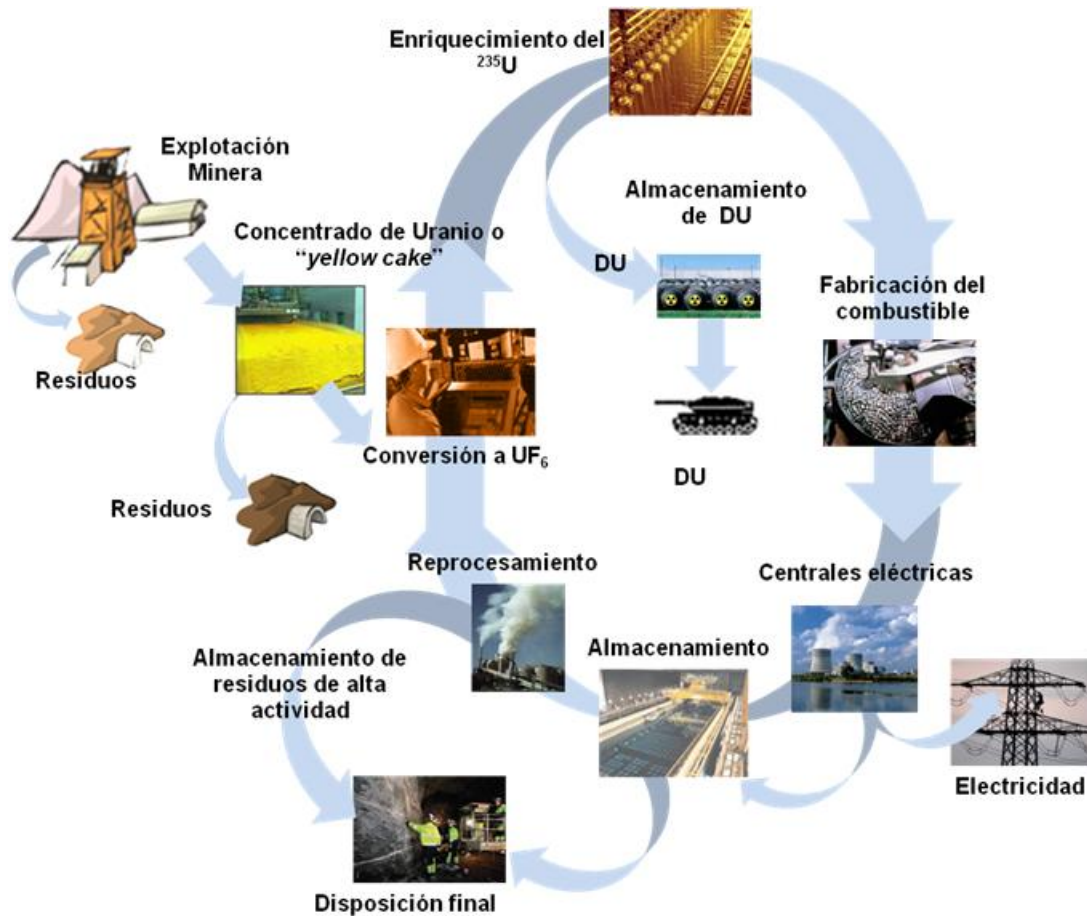 Enriquecimiento del
²³⁵U
Explotación
Minera
Almacenamiento
de DU
Concentrado de Uranio o
“yellow cake”
DU
Fabricación del
combustible
Residuos
Conversión a UF₆
DU
Residuos
Reprocesamiento
Centrales eléctricas
Almacenamiento
Almacenamiento de
residuos de alta
actividad
Electricidad
Disposición final